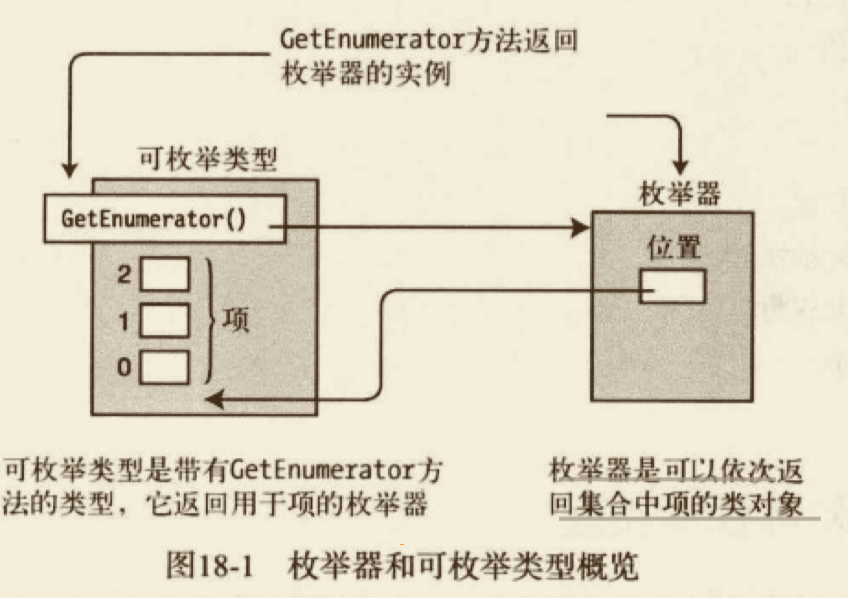 GetEnumerator方法返回
枚举器的实例
可枚举类型
枚举器
GetEnumerator()
位置
2
1
项
0
可枚举类型是带有GetEnumerator方
法的类型，它返回用于项的枚举器
枚举器是可以依次返
回集合中项的类对象
图18-1 枚举器和可枚举类型概览